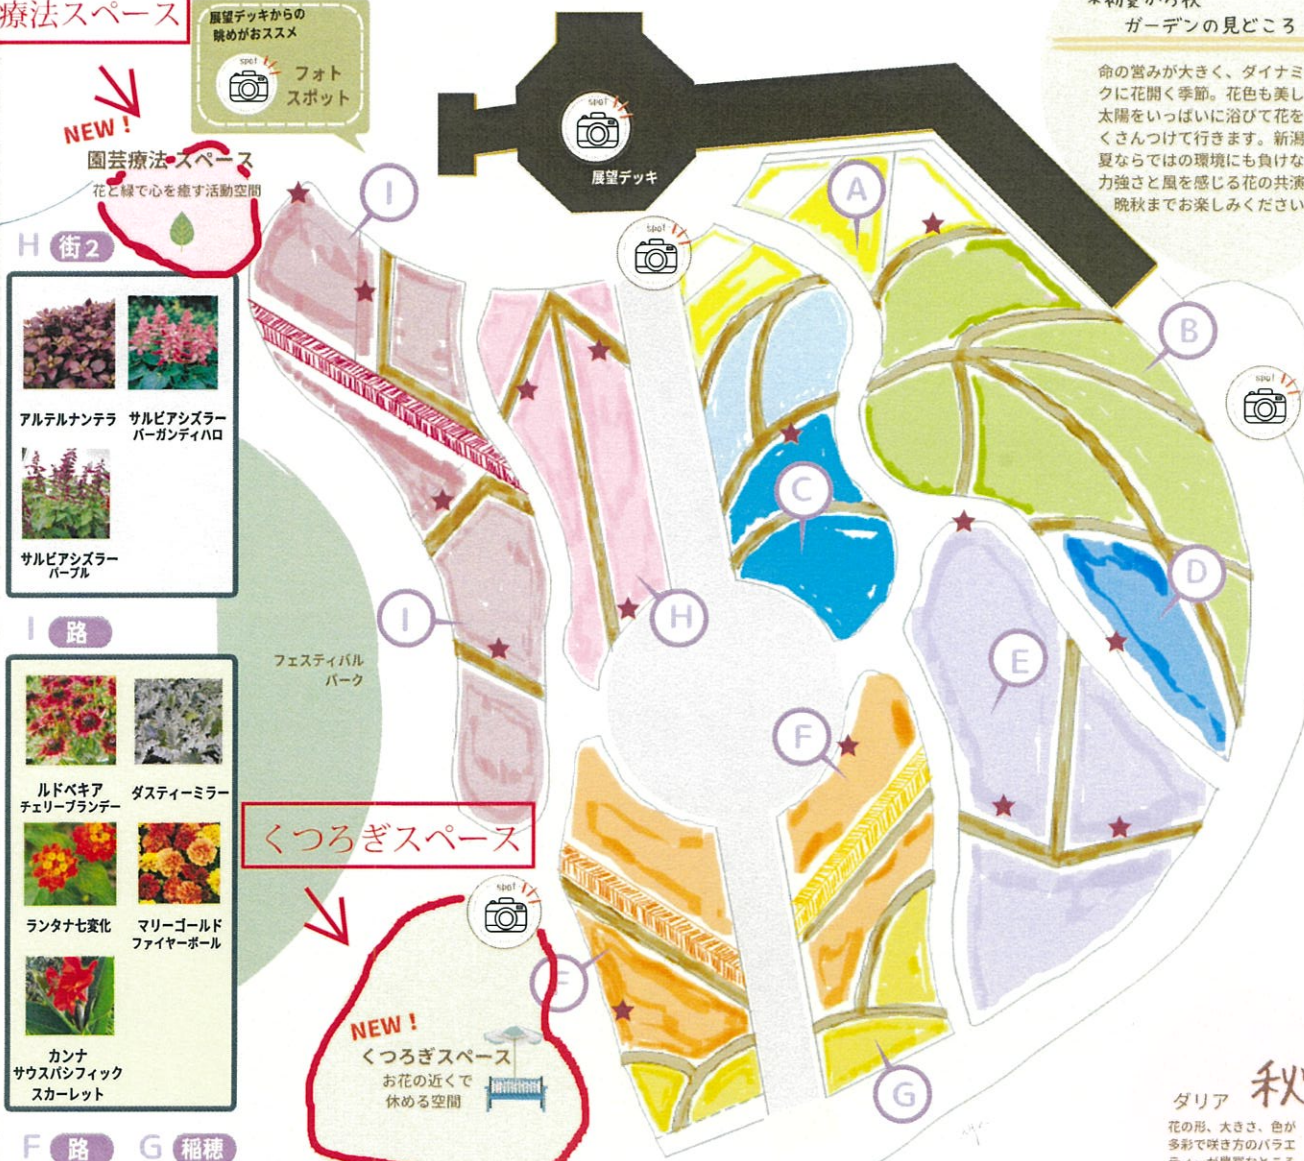 療法スペース
展望デッキからの
眺めがおススメ
spot
フォト
スポット
NEW!
園芸療法スペース
花と緑で心を癒す活動空間
spot
展望デッキ
spot
ガーデンの見どころ
命の営みが大きく、ダイナミ
クに花開く季節。花色も美し
太陽をいっぱいに浴びて花を
くさんつけて行きます。新潟
夏ならではの環境にも負けな
力強さと風を感じる花の共演
晩秋までお楽しみください
I
A
B
spot
H 街2
アルテルナンテラ
サルビアシズラー
バーガンディハロ
サルビアシズラー
パープル
C
D
I
H
E
F
I 路
フェスティバル
パーク
ルドベキア
チェリーブランデー
ダスティーミラー
ランタナ七変化
マリーゴールド
ファイヤーボール
カンナ
サウスパシフィック
スカーレット
くつろぎスペース
spot
F
NEW!
くつろぎスペース
お花の近くで
休める空間
G
F 路
G 稲穂
秋
ダリア
花の形、大きさ、色が
多彩で咲き方のバラエ